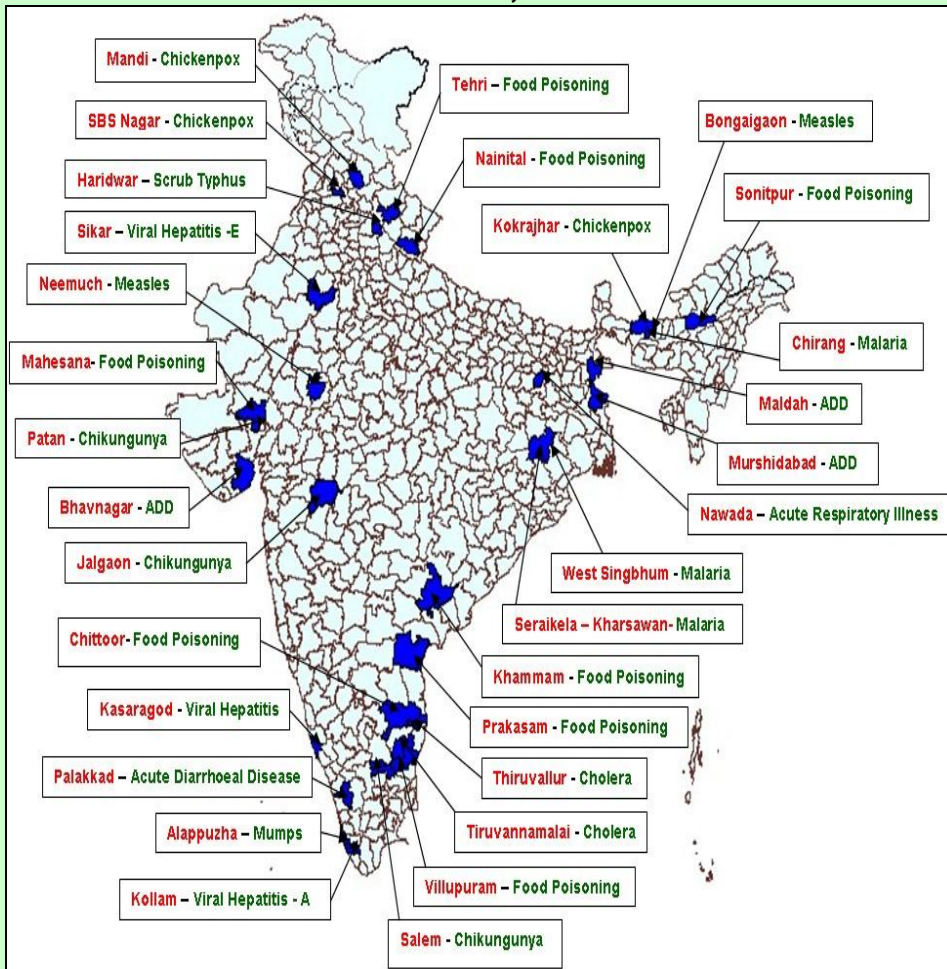 Mandi - Chickenpox
Tehri – Food Poisoning
SBS Nagar - Chickenpox
Bongaigaon - Measles
Haridwar – Scrub Typhus
Nainital - Food Poisoning
Sonitpur - Food Poisoning
Sikar – Viral Hepatitis -E
Kokrajhar - Chickenpox
Neemuch - Measles
Chirang - Malaria
Mahesana- Food Poisoning
Maldah - ADD
Patan - Chikungunya
Murshidabad - ADD
Bhavnagar - ADD
Nawada – Acute Respiratory Illness
Jalgaon - Chikungunya
West Singbhum - Malaria
Seraikela – Kharsawan- Malaria
Chittoor- Food Poisoning
Khammam - Food Poisoning
Kasaragod - Viral Hepatitis
Prakasam - Food Poisoning
Palakkad – Acute Diarrhoeal Disease
Thiruvallur - Cholera
Alappuzha – Mumps
Tiruvannamalai - Cholera
Kollam – Viral Hepatitis - A
Villupuram – Food Poisoning
Salem - Chikungunya